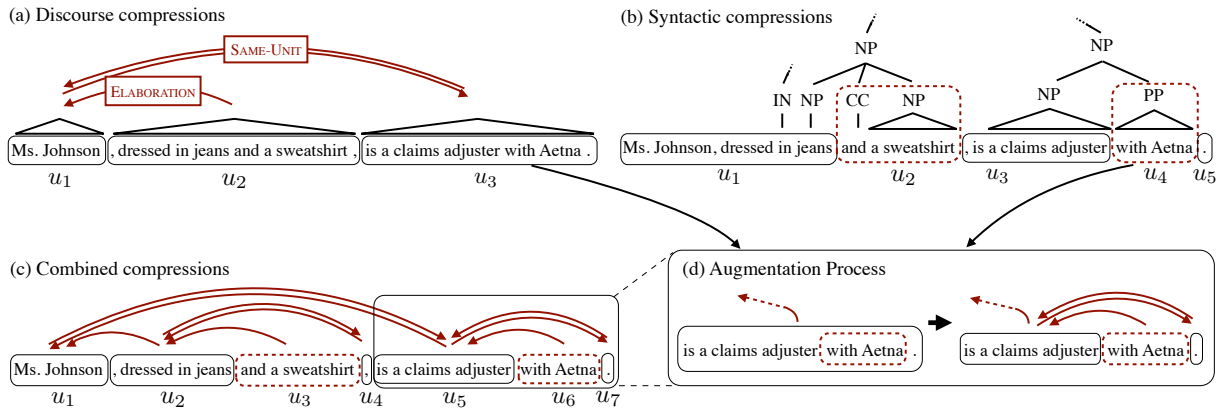 (a) Discourse compressions
SAME-UNIT
ELABORATION
Ms. Johnson , dressed in jeans and a sweatshirt , is a claims adjuster with Aetna .
u1 u2 u3
(b) Syntactic compressions
NP NP
IN NP CC NP NP PP
Ms. Johnson, dressed in jeans and a sweatshirt , is a claims adjuster with Aetna .
u1 u2 u3 u4 u5
(c) Combined compressions
Ms. Johnson , dressed in jeans and a sweatshirt , is a claims adjuster with Aetna .
u1 u2 u3 u4 u5 u6 u7
(d) Augmentation Process
is a claims adjuster with Aetna . is a claims adjuster with Aetna .